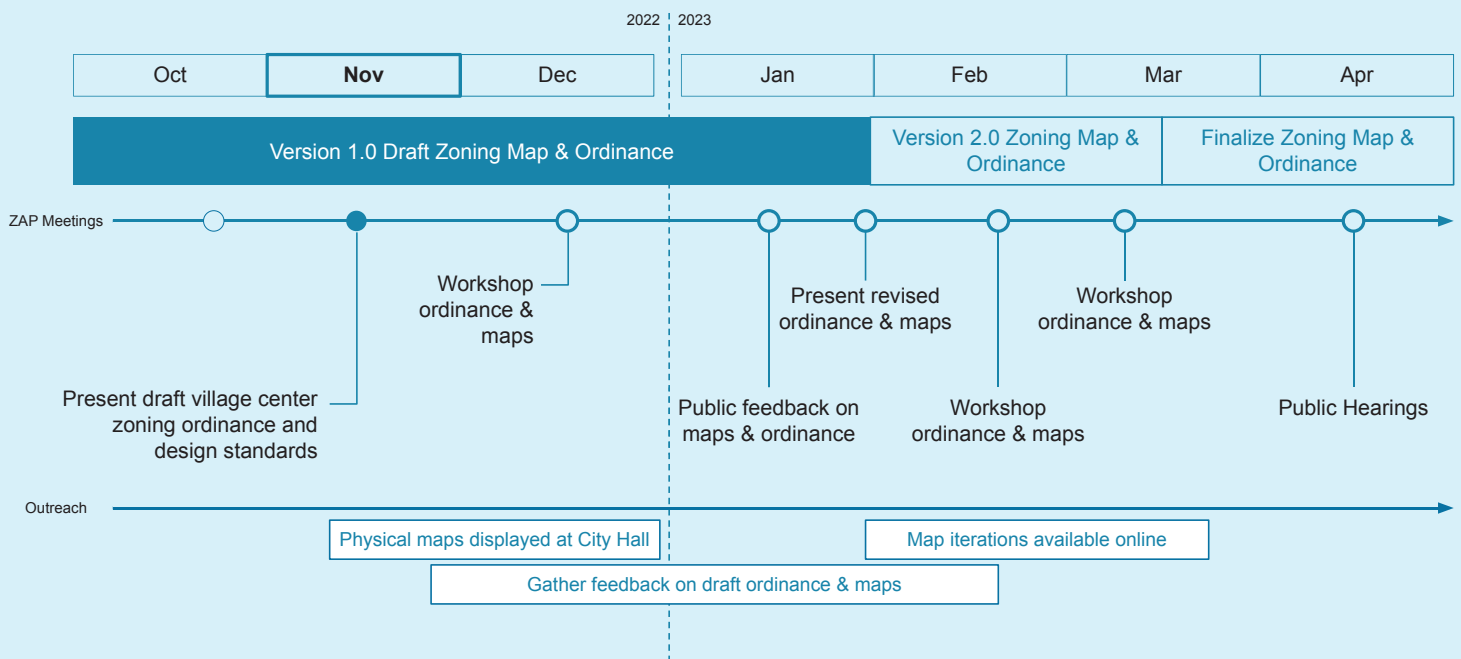 2022 2023
Oct Nov Dec Jan Feb Mar Apr
Version 1.0 Draft Zoning Map & Ordinance
Version 2.0 Zoning Map &
Ordinance
Finalize Zoning Map &
Ordinance
ZAP Meetings
Present draft village center
zoning ordinance and
design standards
Workshop
ordinance &
maps
Public feedback on
maps & ordinance
Present revised
ordinance & maps
Workshop
ordinance & maps
Workshop
ordinance & maps
Public Hearings
Outreach
Physical maps displayed at City Hall
Map iterations available online
Gather feedback on draft ordinance & maps